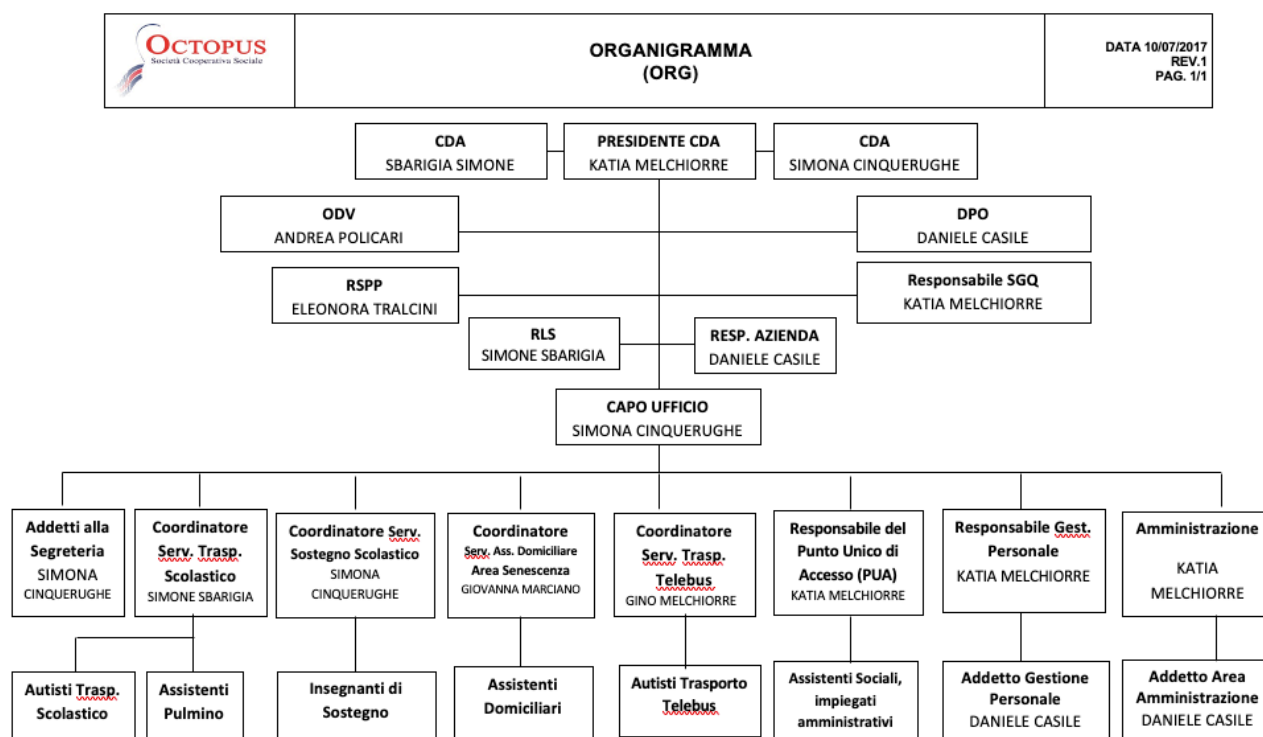 OCTOPUS
Società Cooperativa Sociale
ORGANIGRAMMA
(ORG)
DATA 10/07/2017
REV.1
PAG. 1/1
CDA
SBARIGIA SIMONE
PRESIDENTE CDA
KATIA MELCHIORRE
CDA
SIMONA CINQUERUGHE
ODV
ANDREA POLICARI
DPO
DANIELE CASILE
RSPP
ELEONORA TRALCINI
Responsabile SGQ
KATIA MELCHIORRE
RLS
SIMONE SBARIGIA
RESP. AZIENDA
DANIELE CASILE
CAPO UFFICIO
SIMONA CINQUERUGHE
Addetti alla
Segreteria
SIMONA
CINQUERUGHE
Coordinatore
Serv. Trasp.
Scolastico
SIMONE SBARIGIA
Coordinatore Serv.
Sostegno Scolastico
SIMONA
CINQUERUGHE
Coordinatore
Serv. Ass. Domiciliare
Area Senescenza
GIOVANNA MARCIANO
Coordinatore
Serv. Trasp.
Telebus
GINO MELCHIORRE
Responsabile del
Punto Unico di
Accesso (PUA)
KATIA MELCHIORRE
Responsabile Gest.
Personale
KATIA MELCHIORRE
Amministrazione
KATIA
MELCHIORRE
Autisti Trasp.
Scolastico
Assistenti
Pulmino
Insegnanti di
Sostegno
Assistenti
Domiciliari
Autisti Trasporto
Telebus
Assistenti Sociali,
impiegati
amministrativi
Addetto Gestione
Personale
DANIELE CASILE
Addetto Area
Amministrazione
DANIELE CASILE